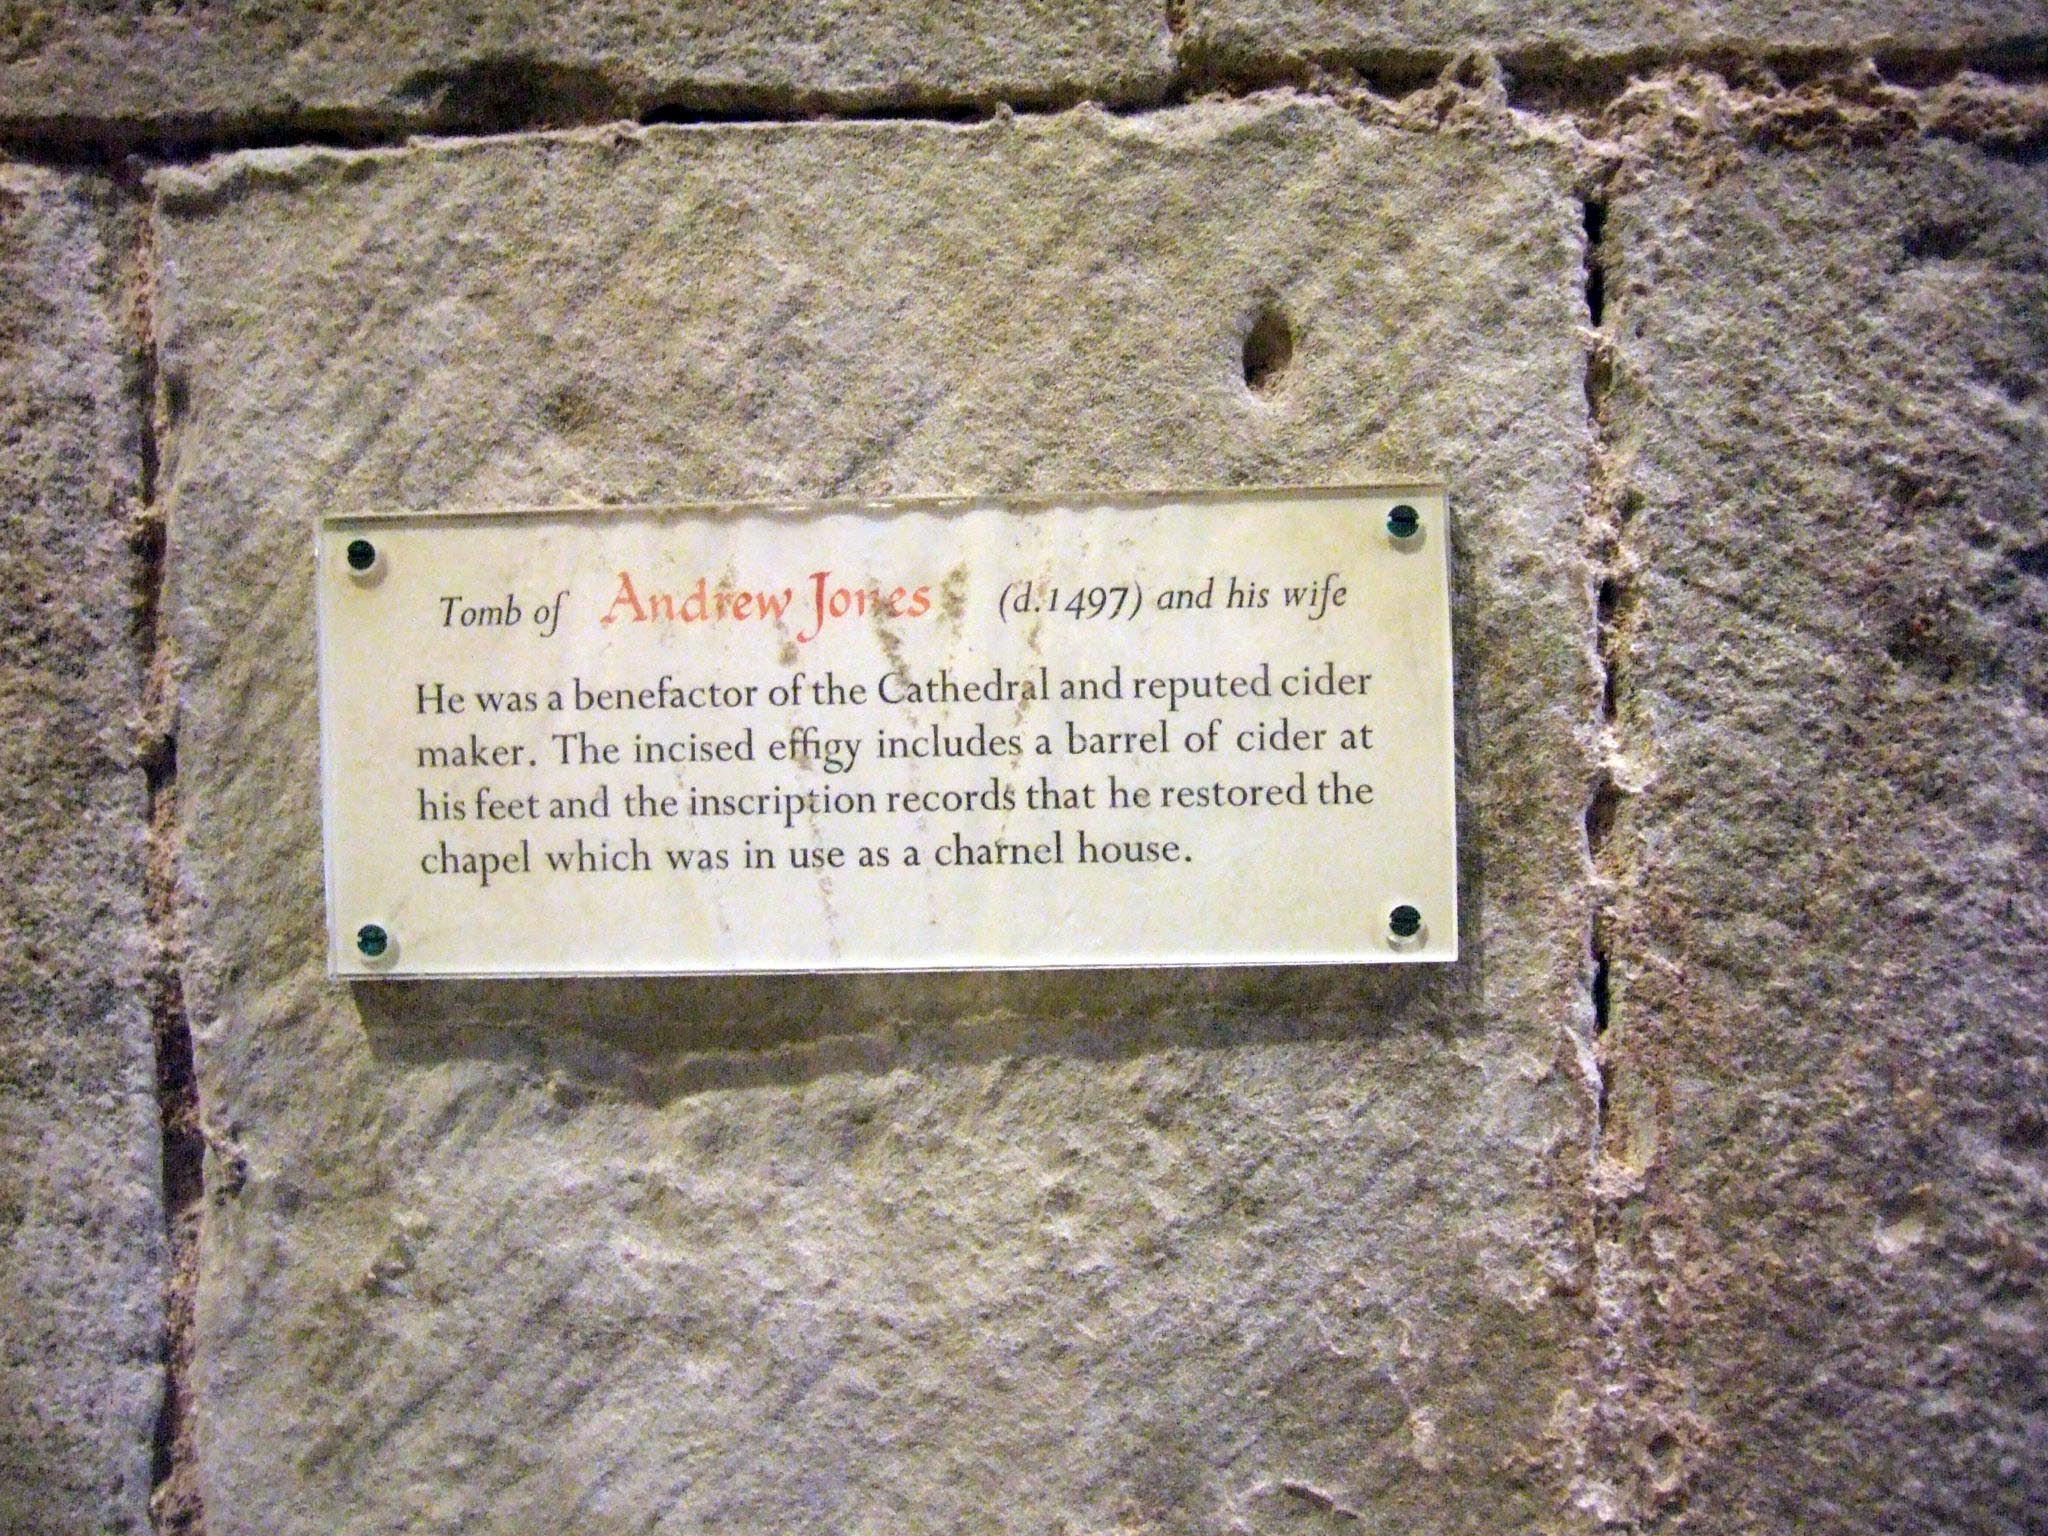 Tomb of Andrew Jones (d.1497) and his wife
He was a benefactor of the Cathedral and reputed cider
maker. The incised effigy includes a barrel of cider at
his feet and the inscription records that he restored the
chapel which was in use as a charnel house.